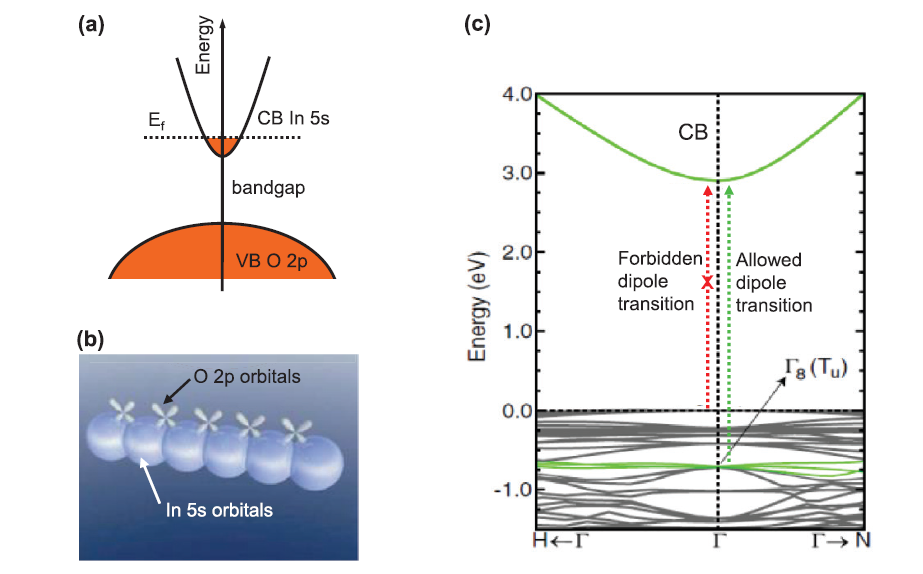 (a)
Energy
E_f
CB In 5s
bandgap
VB O 2p
(b)
O 2p orbitals
In 5s orbitals
(c)
Energy (eV)
4.0
3.0
2.0
1.0
0.0
-1.0
CB
Forbidden
dipole
transition
X
Allowed
dipole
transition
Γ₈ (Tᵤ)
H←Γ
Γ
Γ→N